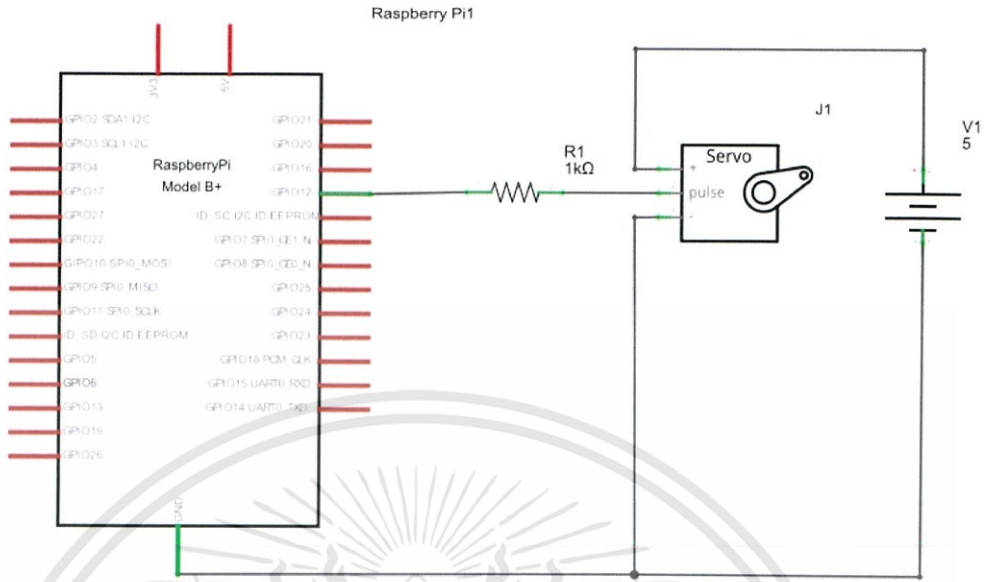 Raspberry Pi1
3V3
5V
GPIO2 SDA1 I2C
GPIO3 SCL1 I2C
GPIO4
GPIO17
GPIO27
GPIO22
GIPO10 SPI0_MOSI
GPIO9 SPI0_MISO
GPIO11 SPI0_SCLK
ID_SD I2C ID EEPROM
GPIO5
GPIO6
GPIO13
GPIO19
GPIO26
RaspberryPi
Model B+
GPIO21
GPIO20
GPIO16
GPIO12
ID_SC I2C ID EEPROM
GPIO7 SPI0_CE1_N
GPIO8 SPI0_CE0_N
GPIO25
GPIO24
GPIO23
GPIO18 PCM_CLK
GPIO15 UART0_RXD
GPIO14 UART0_TXD
GND
R1
1kΩ
J1
Servo
+
pulse
-
V1
5